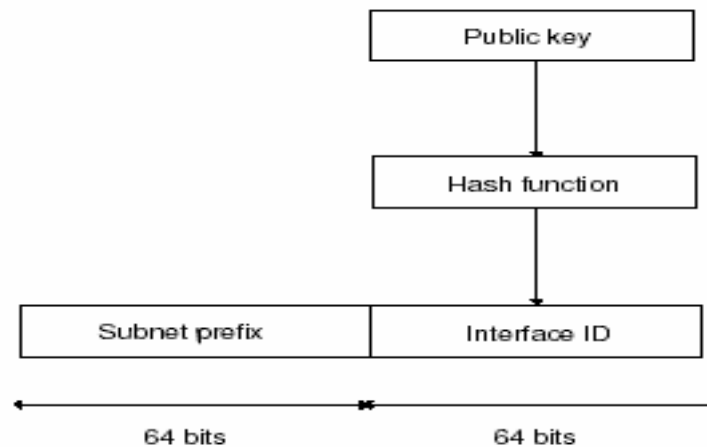 Public key
Hash function
Subnet prefix
Interface ID
64 bits
64 bits